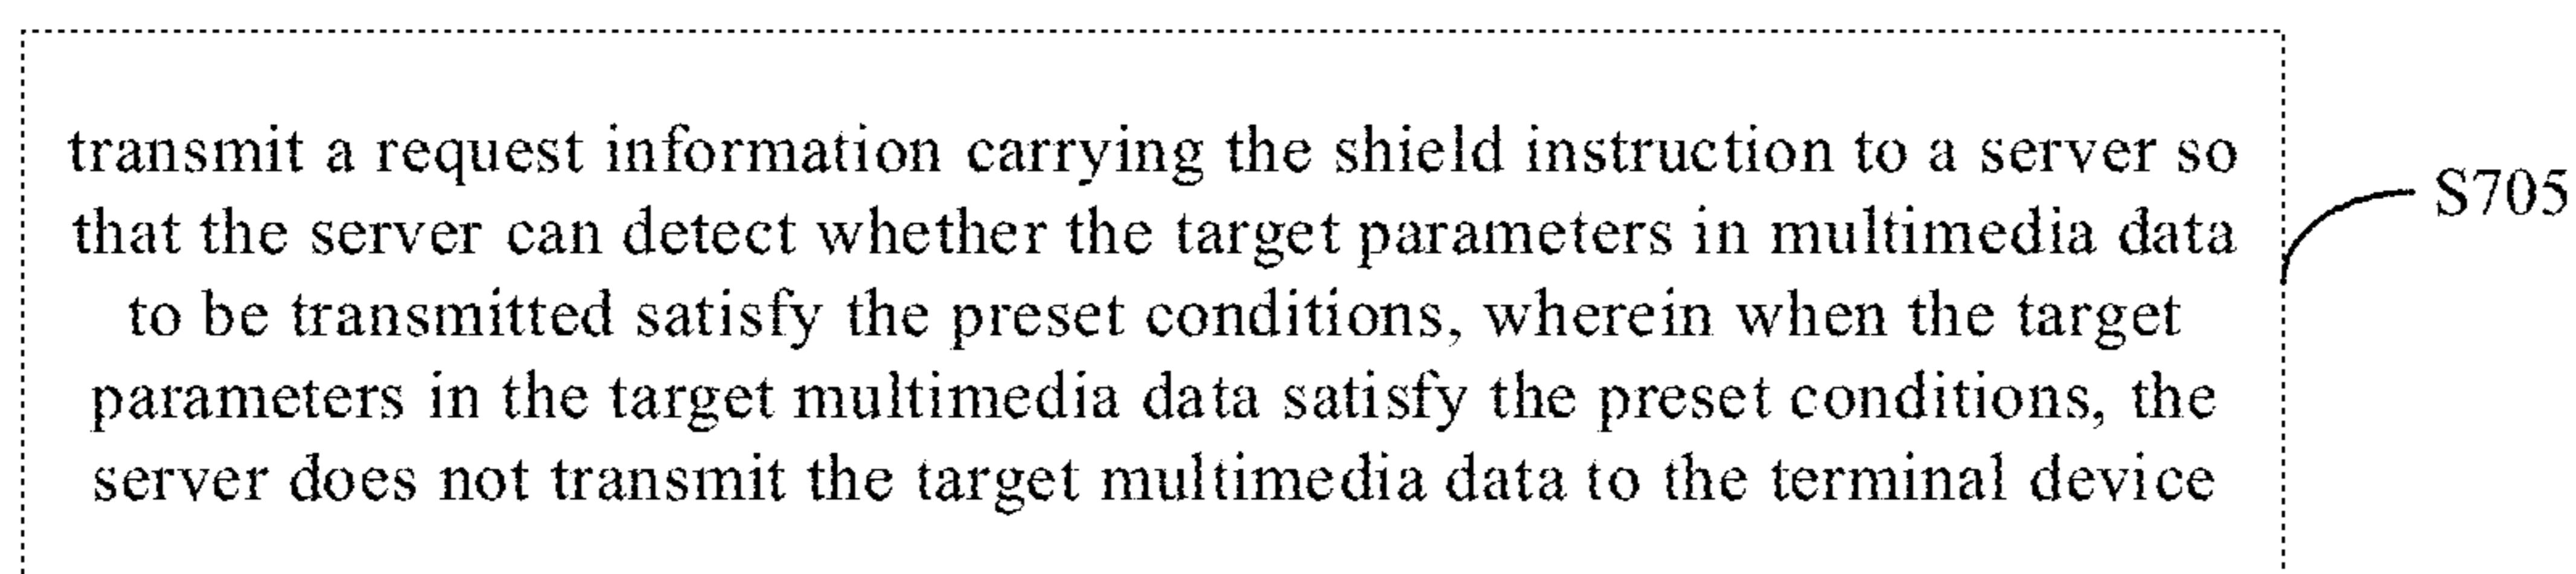 transmit a request information carrying the shield instruction to a server so
that the server can detect whether the target parameters in multimedia data
to be transmitted satisfy the preset conditions, wherein when the target
parameters in the target multimedia data satisfy the preset conditions, the
server does not transmit the target multimedia data to the terminal device
S705